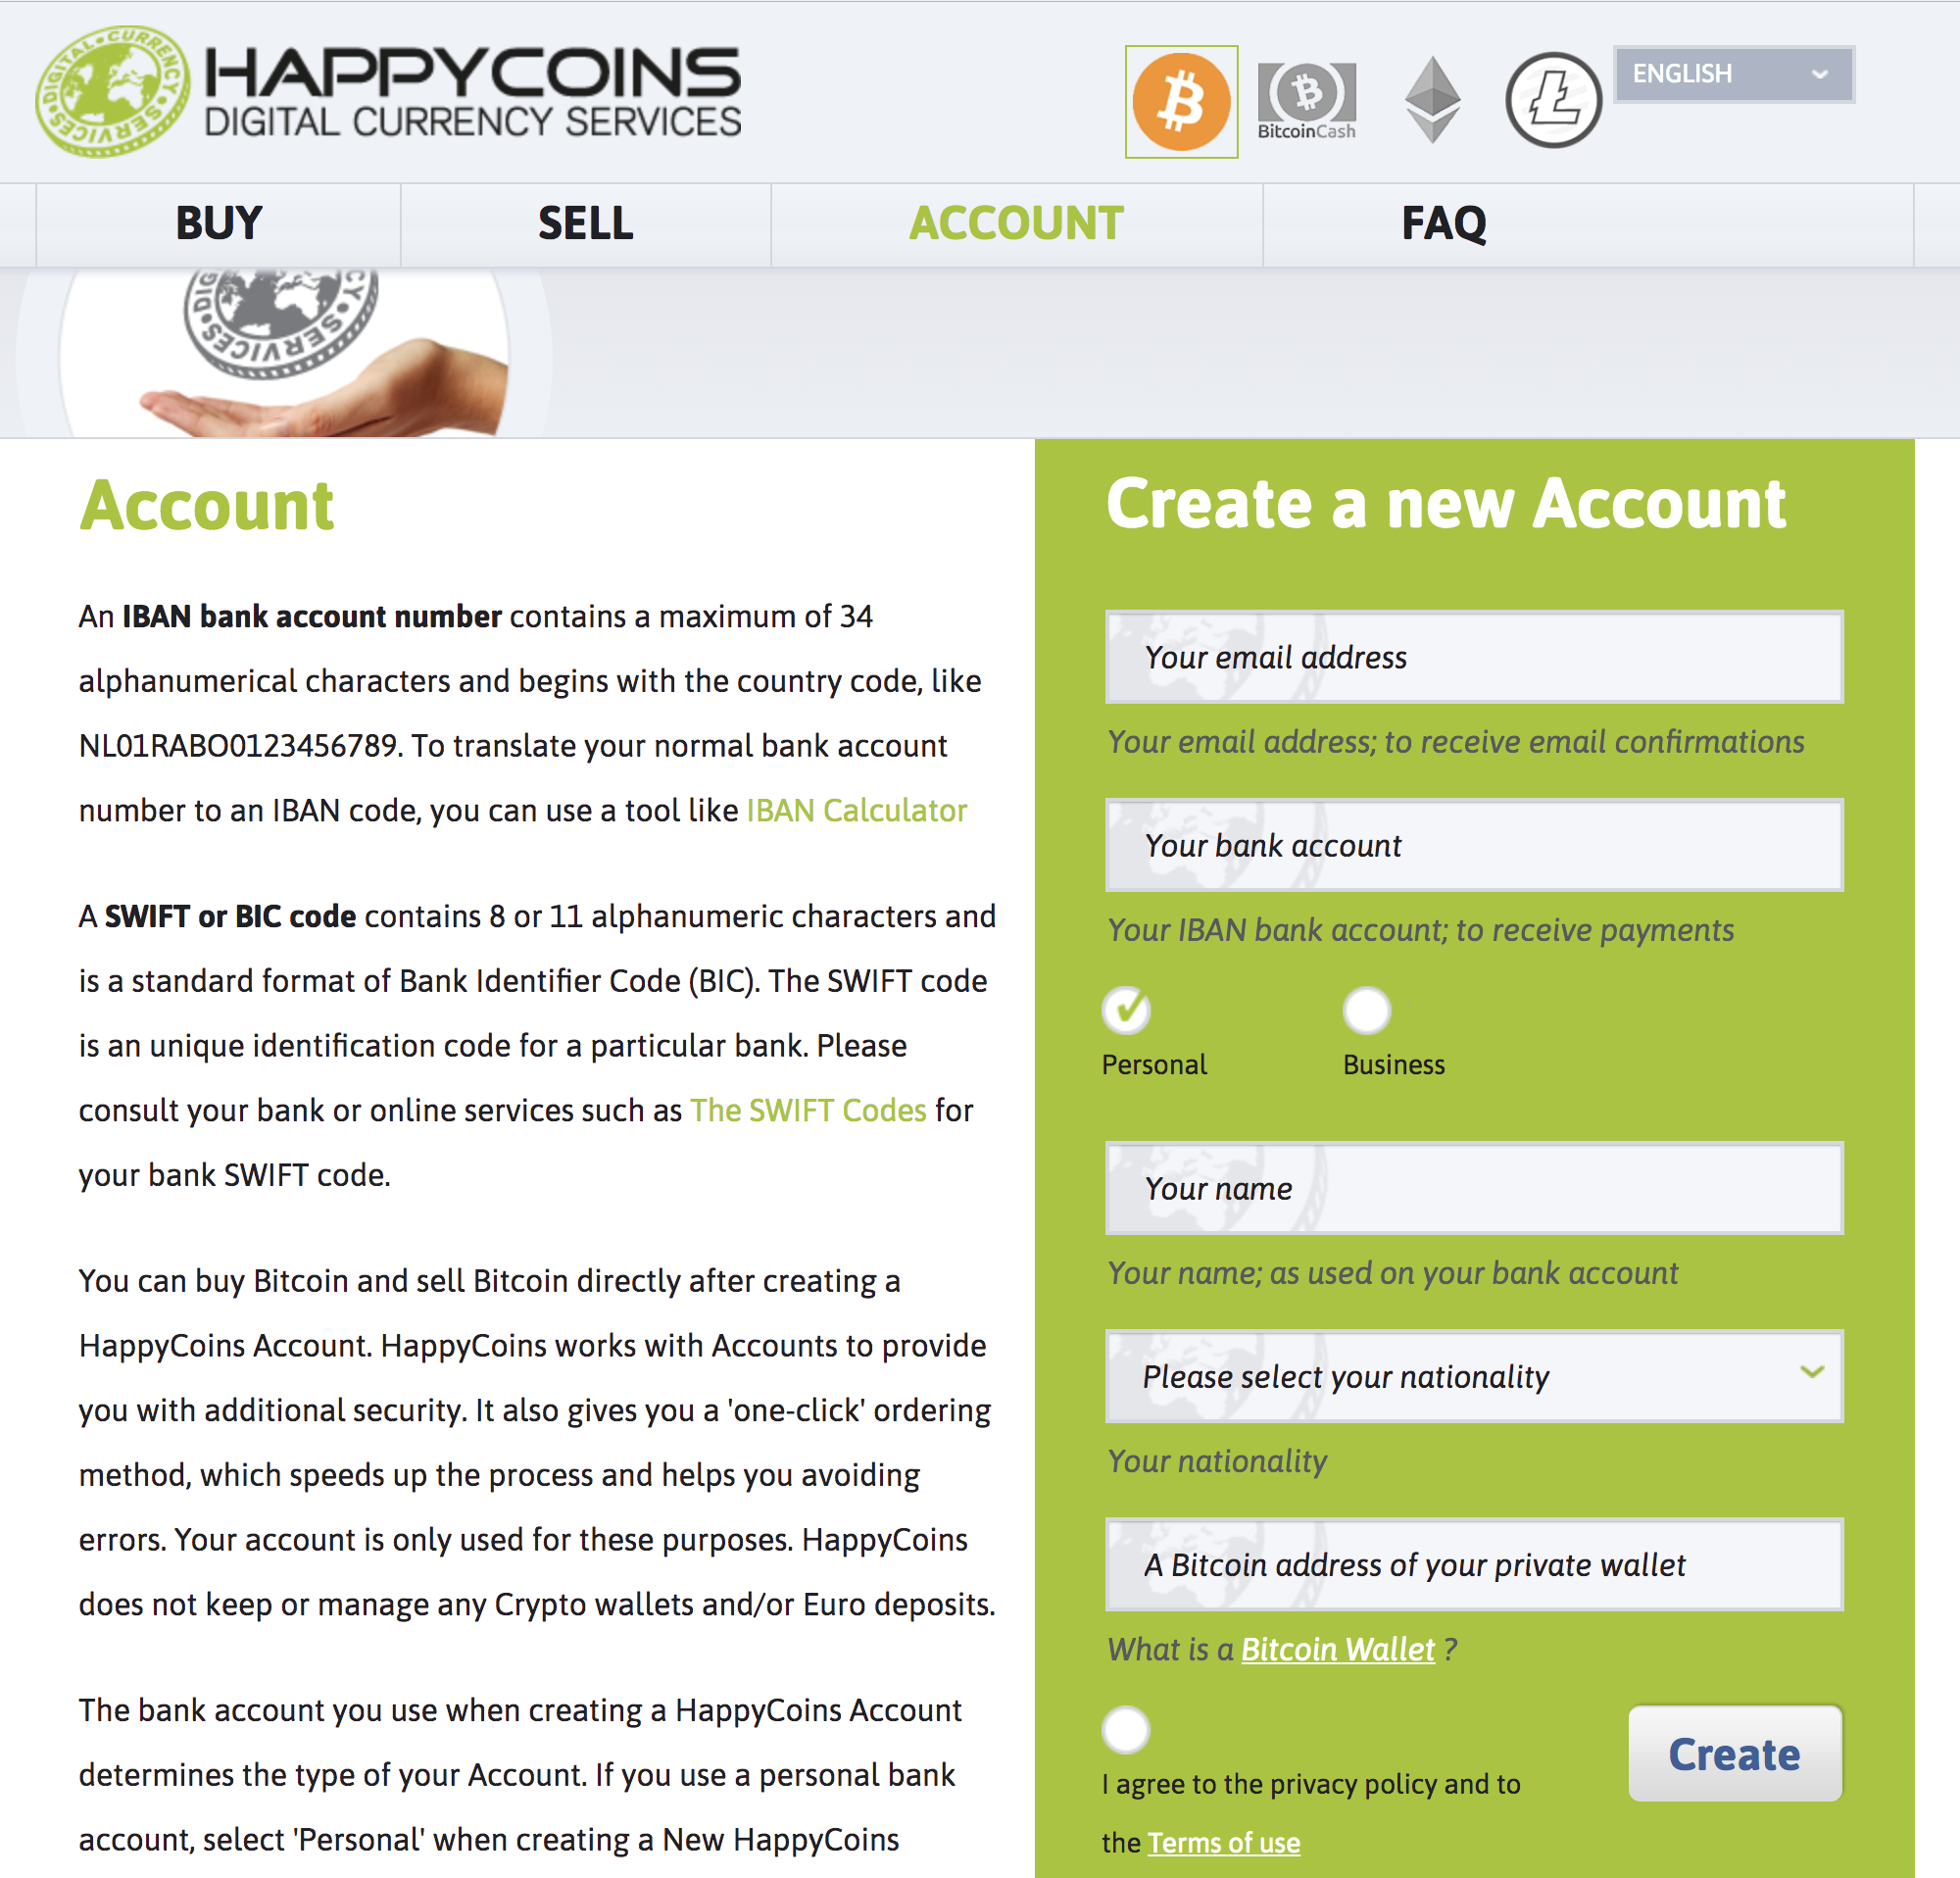 DIGITAL·CURRENCY·SERVICES·
HAPPYCOINS
DIGITAL CURRENCY SERVICES
BitcoinCash
ENGLISH
BUY
SELL
ACCOUNT
FAQ
SERVICES
Account
An IBAN bank account number contains a maximum of 34
alphanumerical characters and begins with the country code, like
NL01RABO0123456789. To translate your normal bank account
number to an IBAN code, you can use a tool like IBAN Calculator
A SWIFT or BIC code contains 8 or 11 alphanumeric characters and
is a standard format of Bank Identifier Code (BIC). The SWIFT code
is an unique identification code for a particular bank. Please
consult your bank or online services such as The SWIFT Codes for
your bank SWIFT code.
You can buy Bitcoin and sell Bitcoin directly after creating a
HappyCoins Account. HappyCoins works with Accounts to provide
you with additional security. It also gives you a 'one-click' ordering
method, which speeds up the process and helps you avoiding
errors. Your account is only used for these purposes. HappyCoins
does not keep or manage any Crypto wallets and/or Euro deposits.
The bank account you use when creating a HappyCoins Account
determines the type of your Account. If you use a personal bank
account, select 'Personal' when creating a New HappyCoins
Create a new Account
Your email address
Your email address; to receive email confirmations
Your bank account
Your IBAN bank account; to receive payments
Personal
Business
Your name
Your name; as used on your bank account
Please select your nationality
Your nationality
A Bitcoin address of your private wallet
What is a Bitcoin Wallet ?
I agree to the privacy policy and to
the Terms of use
Create